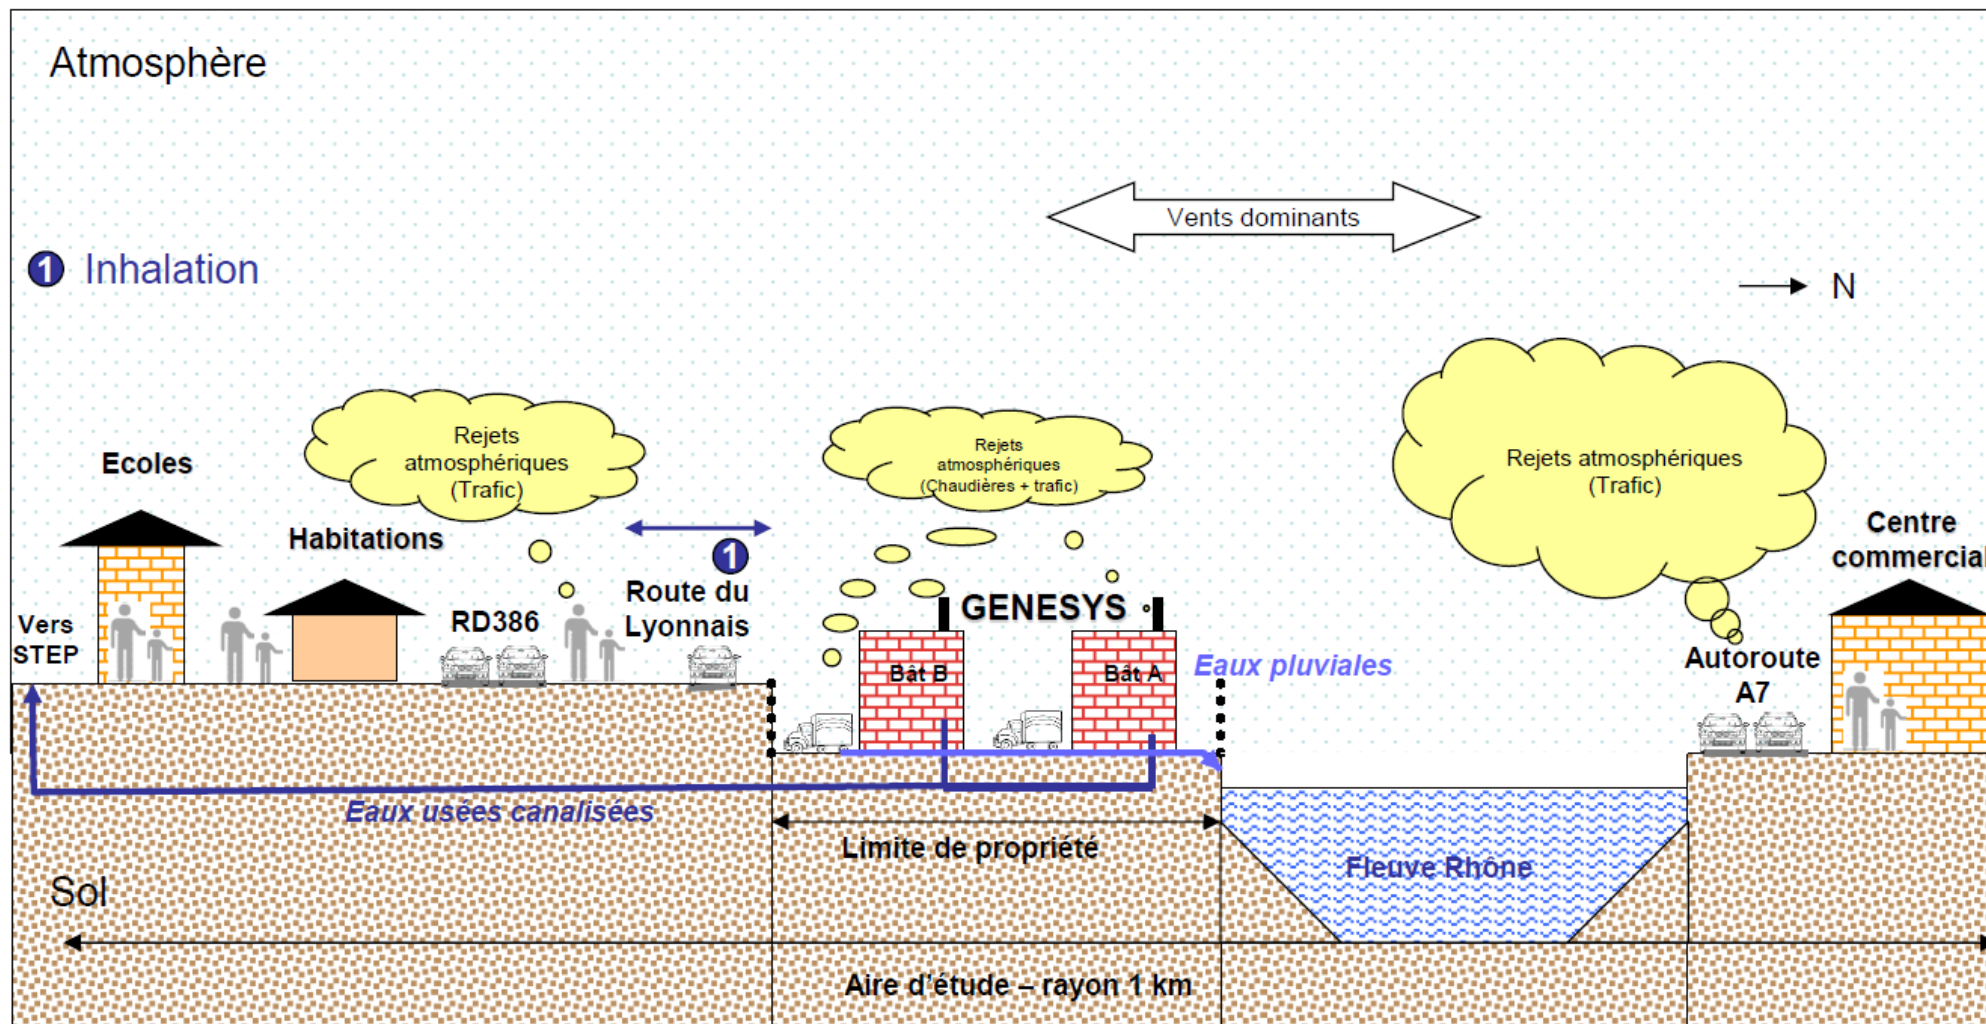 Atmosphère
Vents dominants
1 Inhalation
N
Rejets
atmosphériques
(Trafic)
Rejets
atmosphériques
(Chaudières + trafic)
Rejets atmosphériques
(Trafic)
Ecoles
Habitations
Centre
commercial
1
Vers
STEP
RD386
Route du
Lyonnais
GENESYS
Bât B
Bât A
Eaux pluviales
Autoroute
A7
Eaux usées canalisées
Limite de propriété
Fleuve Rhône
Sol
Aire d'étude – rayon 1 km